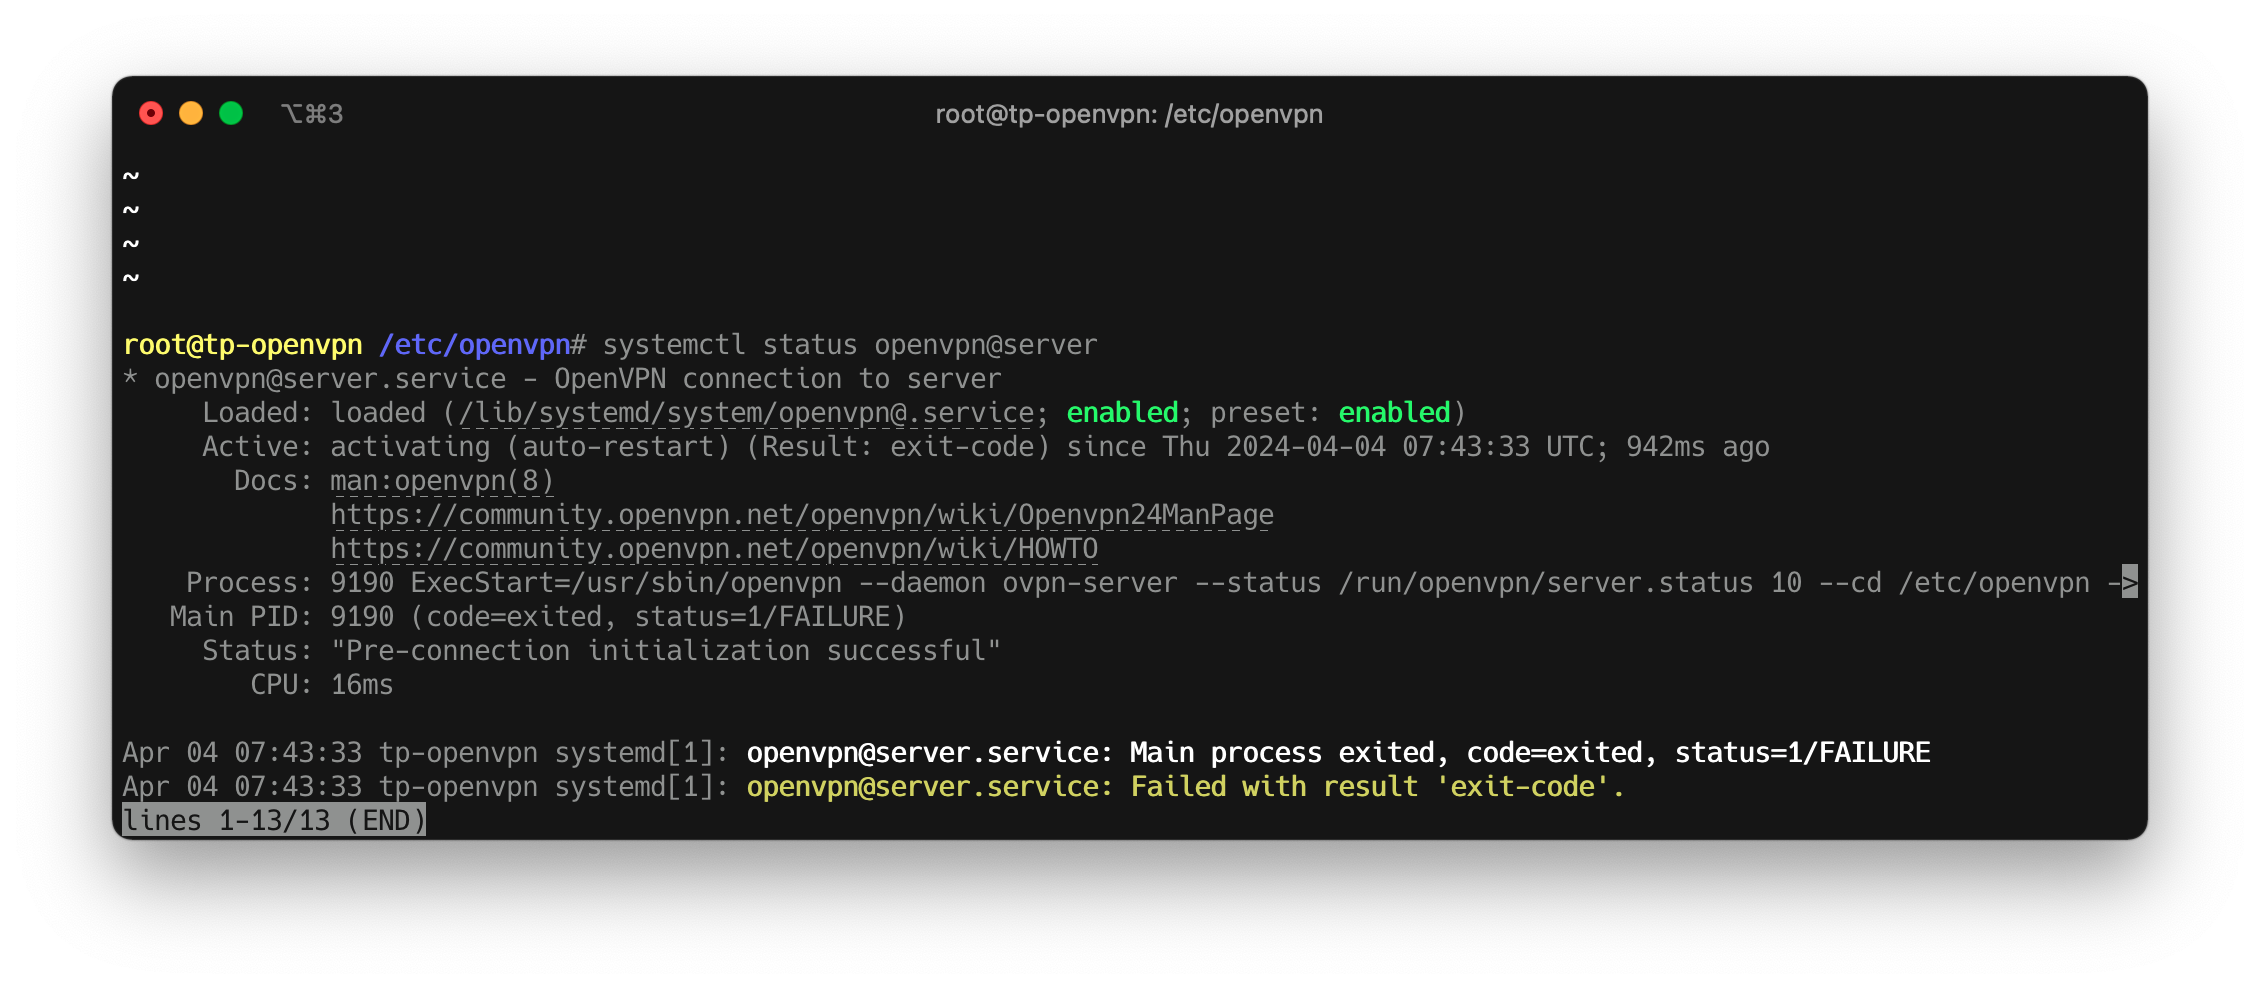 ⌥⌘3
root@tp-openvpn: /etc/openvpn
~
~
~
~
root@tp-openvpn /etc/openvpn# systemctl status openvpn@server
* openvpn@server.service - OpenVPN connection to server
     Loaded: loaded (/lib/systemd/system/openvpn@.service; enabled; preset: enabled)
     Active: activating (auto-restart) (Result: exit-code) since Thu 2024-04-04 07:43:33 UTC; 942ms ago
       Docs: man:openvpn(8)
             https://community.openvpn.net/openvpn/wiki/Openvpn24ManPage
             https://community.openvpn.net/openvpn/wiki/HOWTO
    Process: 9190 ExecStart=/usr/sbin/openvpn --daemon ovpn-server --status /run/openvpn/server.status 10 --cd /etc/openvpn ->
   Main PID: 9190 (code=exited, status=1/FAILURE)
     Status: "Pre-connection initialization successful"
        CPU: 16ms
Apr 04 07:43:33 tp-openvpn systemd[1]: openvpn@server.service: Main process exited, code=exited, status=1/FAILURE
Apr 04 07:43:33 tp-openvpn systemd[1]: openvpn@server.service: Failed with result 'exit-code'.
lines 1-13/13 (END)